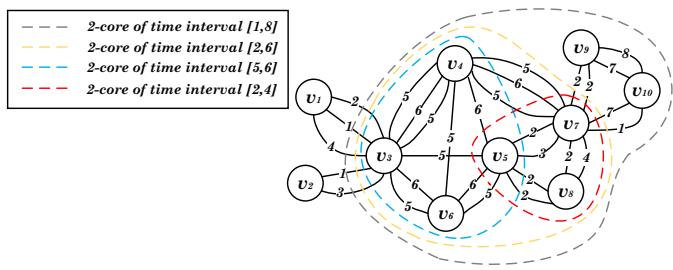 2-core of time interval [1,8]
2-core of time interval [2,6]
2-core of time interval [5,6]
2-core of time interval [2,4]
v9
8
7
v4
5
6
2
2
v10
v1
2
5
6
5
6
7
1
1
v7
4
5
2
v3
5
v5
3
2
4
v2
1
3
6
5
6
5
2
2
v8
v6